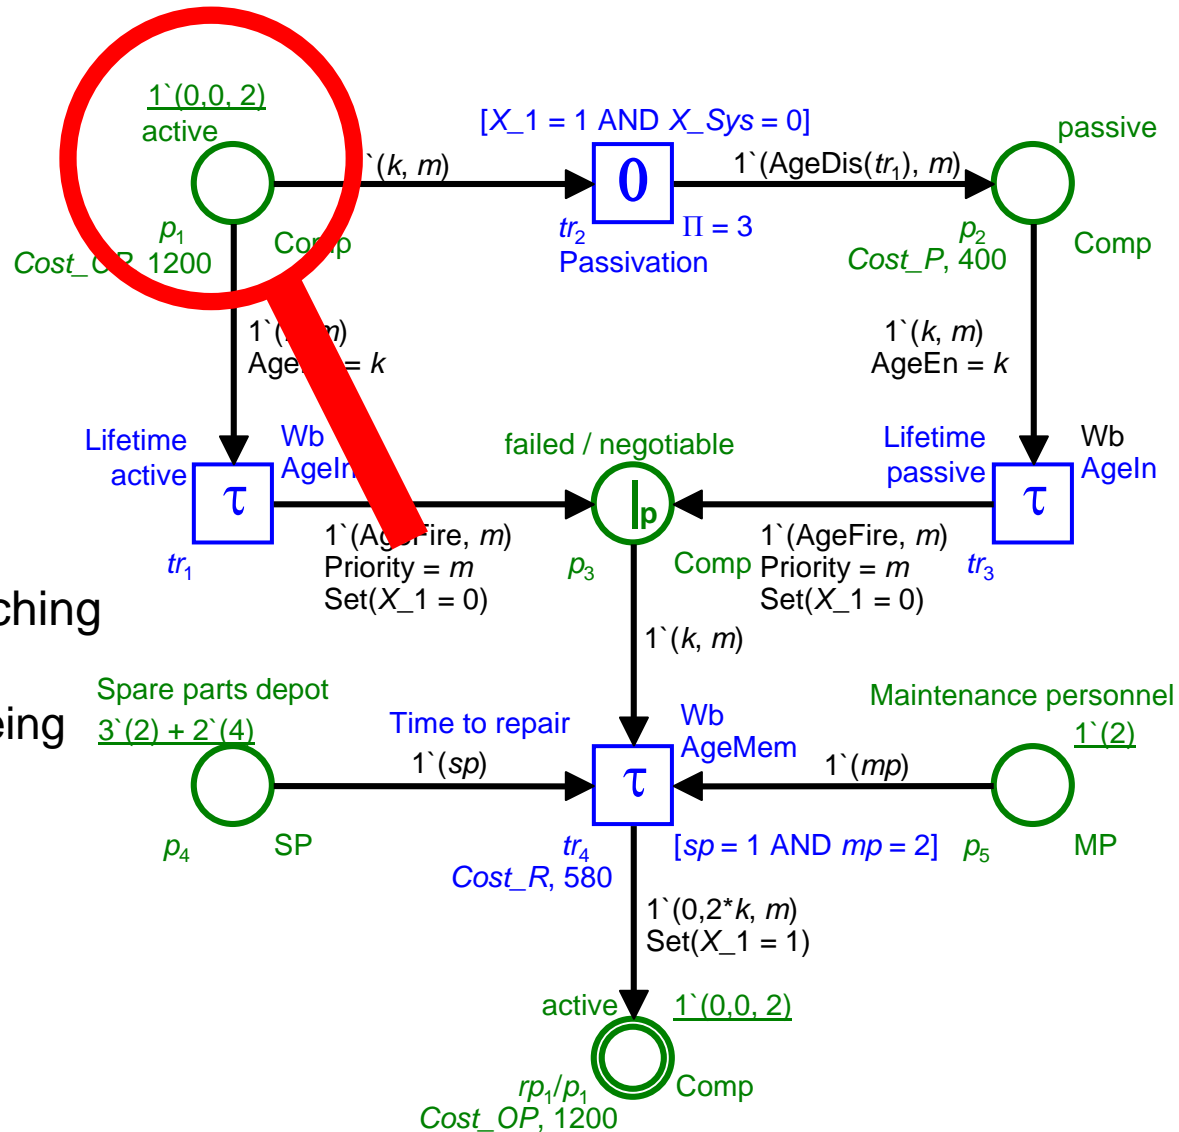 1`(0,0, 2)
active
[X_1 = 1 AND X_Sys = 0]
passive
`(k, m)
0
1`(AgeDis(tr₁), m)
p₁
Comp
Cost_OP, 1200
tr₂
Π = 3
Passivation
p₂
Comp
Cost_P, 400
m)
= k
1`(k, m)
AgeEn = k
Lifetime
active
Wb
AgeIn
failed / negotiable
Lifetime
passive
Wb
AgeIn
τ
|p
τ
tr₁
1`(AgeFire, m)
Priority = m
Set(X_1 = 0)
p₃
Comp
1`(AgeFire, m)
Priority = m
Set(X_1 = 0)
tr₃
ching
1`(k, m)
eing
Spare parts depot
3`(2) + 2`(4)
Time to repair
Wb
AgeMem
Maintenance personnel
1`(2)
1`(sp)
τ
1`(mp)
p₄
SP
tr₄
[sp = 1 AND mp = 2]
p₅
MP
Cost_R, 580
1`(0,2*k, m)
Set(X_1 = 1)
active
1`(0,0, 2)
rp₁/p₁
Comp
Cost_OP, 1200